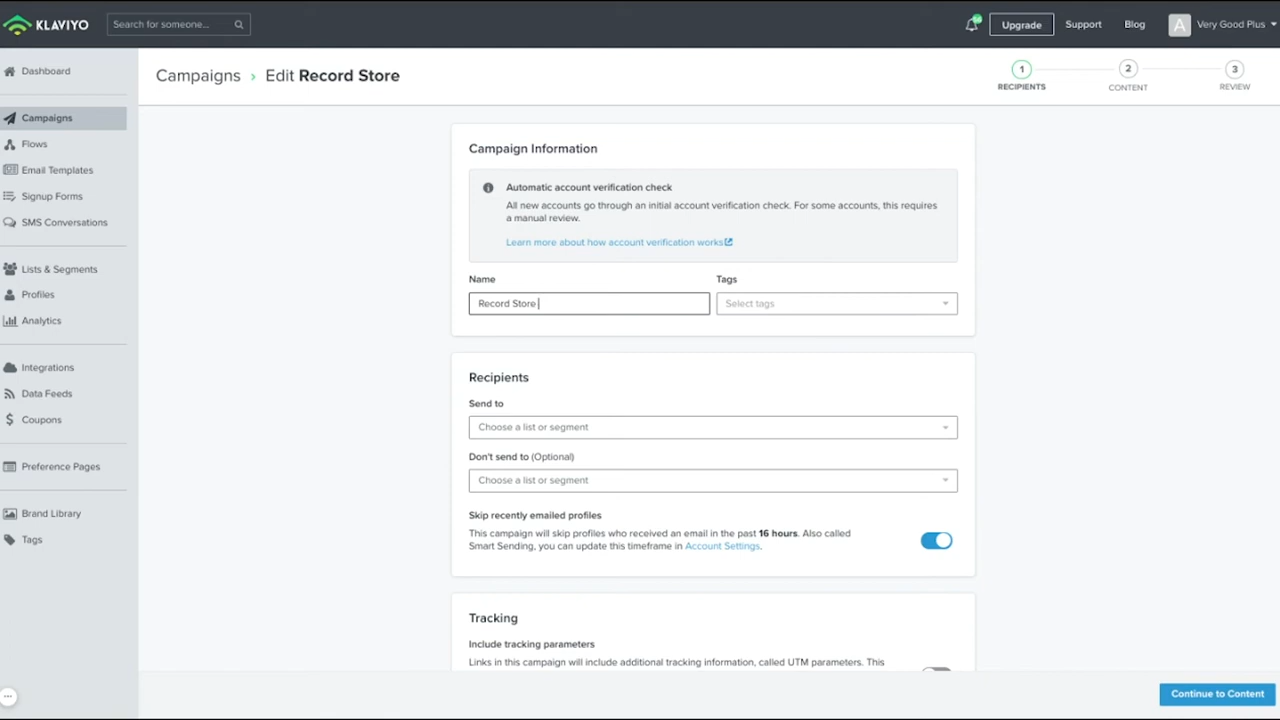 KLAVIYO
Search for someone...
Upgrade
Support
Blog
A
Very Good Plus
Dashboard
Campaigns
Flows
Email Templates
Signup Forms
SMS Conversations
Lists & Segments
Profiles
Analytics
Integrations
Data Feeds
Coupons
Preference Pages
Brand Library
Tags
Campaigns › Edit Record Store
1
RECIPIENTS
2
CONTENT
3
REVIEW
Campaign Information
Automatic account verification check
All new accounts go through an initial account verification check. For some accounts, this requires
a manual review.
Learn more about how account verification works
Name
Record Store
Tags
Select tags
Recipients
Send to
Choose a list or segment
Don't send to (Optional)
Choose a list or segment
Skip recently emailed profiles
This campaign will skip profiles who received an email in the past 16 hours. Also called
Smart Sending, you can update this timeframe in Account Settings.
Tracking
Include tracking parameters
Links in this campaign will include additional tracking information, called UTM parameters. This
Continue to Content